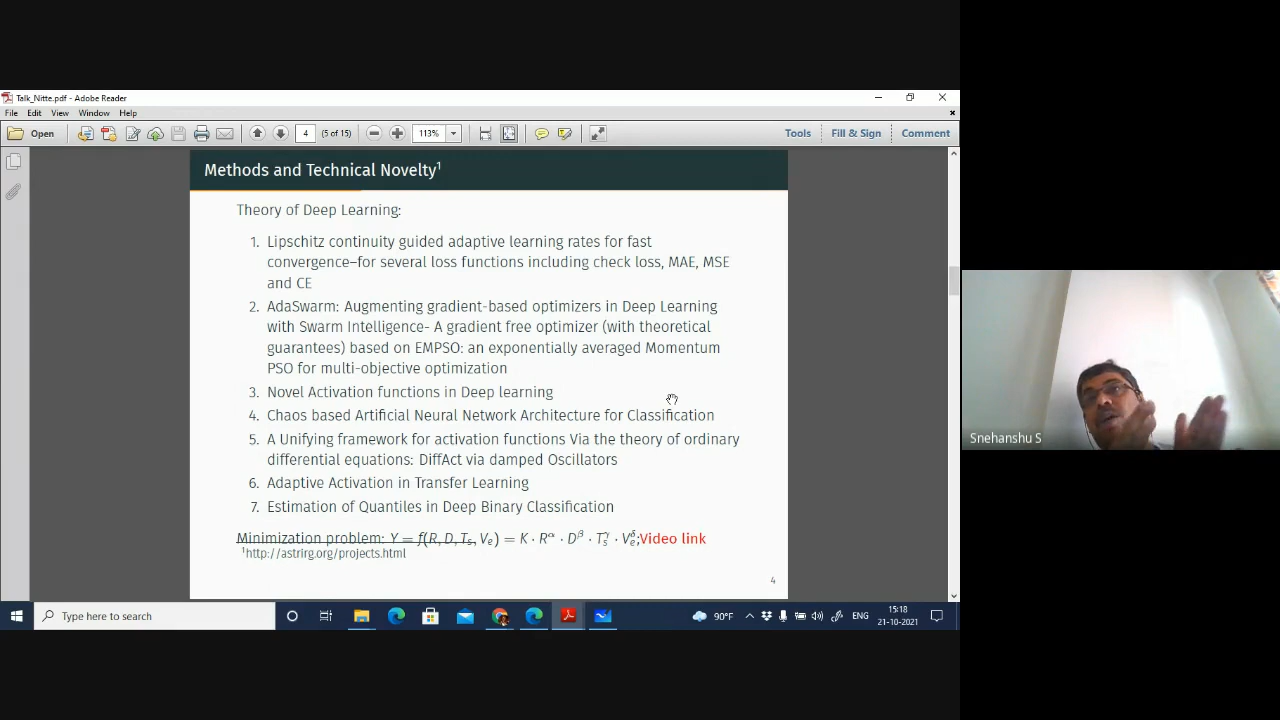 Talk_Nitte.pdf - Adobe Reader
File Edit View Window Help
Open 4 (5 of 15) 113% Tools Fill & Sign Comment
Methods and Technical Novelty¹
Theory of Deep Learning:
1. Lipschitz continuity guided adaptive learning rates for fast
convergence–for several loss functions including check loss, MAE, MSE
and CE
2. AdaSwarm: Augmenting gradient-based optimizers in Deep Learning
with Swarm Intelligence- A gradient free optimizer (with theoretical
guarantees) based on EMPSO: an exponentially averaged Momentum
PSO for multi-objective optimization
3. Novel Activation functions in Deep learning
4. Chaos based Artificial Neural Network Architecture for Classification
5. A Unifying framework for activation functions Via the theory of ordinary
differential equations: DiffAct via damped Oscillators
6. Adaptive Activation in Transfer Learning
7. Estimation of Quantiles in Deep Binary Classification
Minimization problem: Y = f(R, D, Tₛ, Vₑ) = K · R^α · D^β · Tₛ^γ · Vₑ^δ;Video link
¹http://astrirg.org/projects.html
4
Snehanshu S
Type here to search 90°F ENG 15:18
21-10-2021